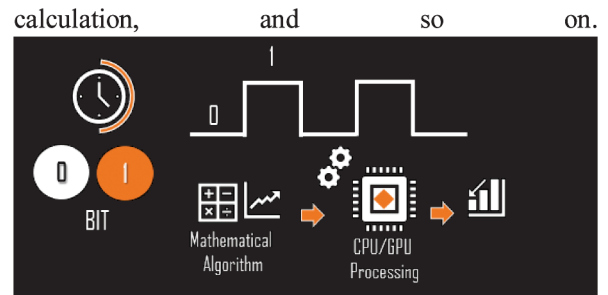 calculation, and so on.
1
0
0 1
BIT
Mathematical
Algorithm
CPU/GPU
Processing